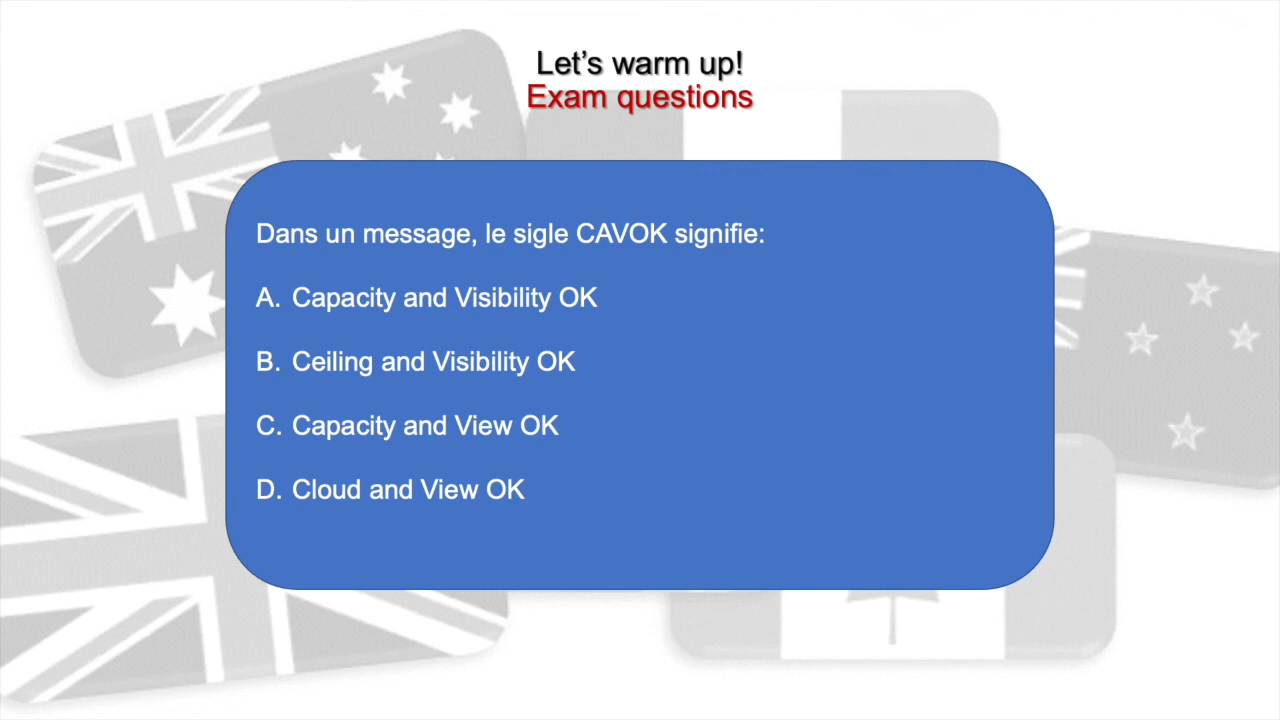 Let’s warm up!
Exam questions
Dans un message, le sigle CAVOK signifie:
A. Capacity and Visibility OK
B. Ceiling and Visibility OK
C. Capacity and View OK
D. Cloud and View OK